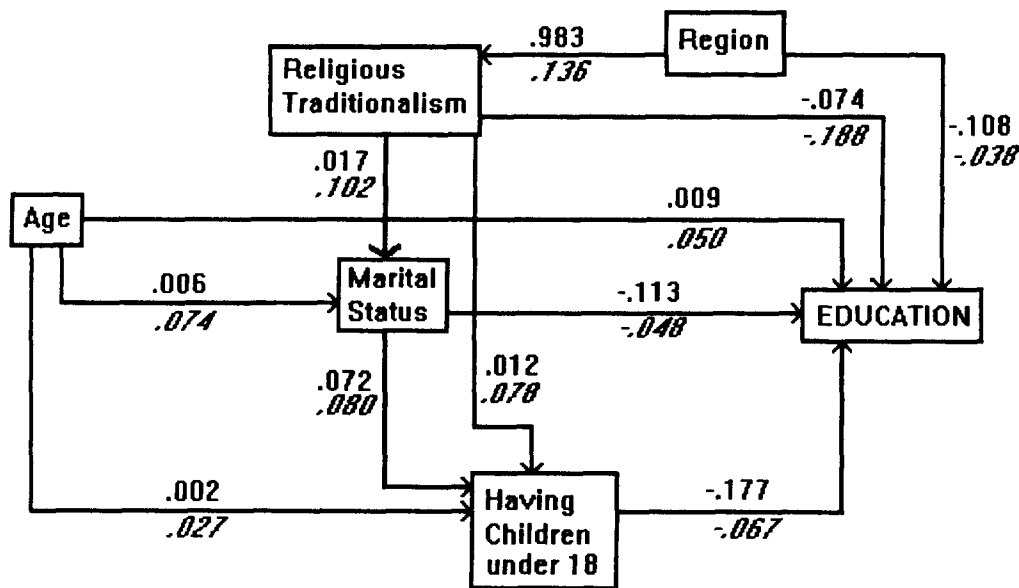 .983
.136
Region
Religious
Traditionalism
-.074
-.188
-.108
-.038
.017
.102
Age
.009
.050
.006
.074
Marital
Status
-.113
-.048
EDUCATION
.072
.080
.012
.078
.002
.027
Having
Children
under 18
-.177
-.067